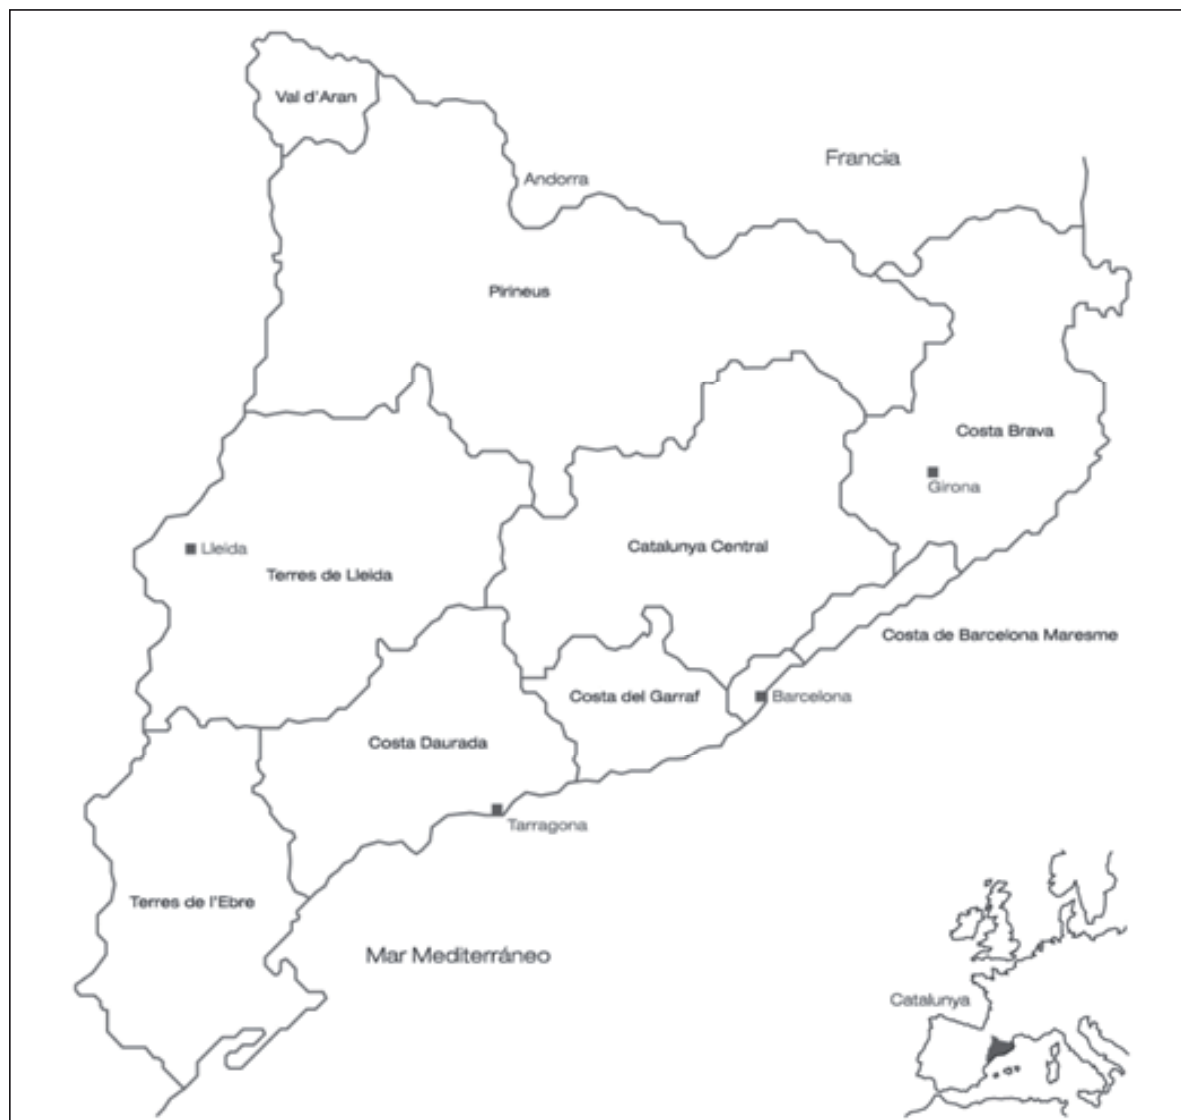 Val d'Aran
Francia
Andorra
Pirineus
Costa Brava
Girona
Lleida
Catalunya Central
Terres de Lleida
Costa de Barcelona Maresme
Costa del Garraf
Barcelona
Costa Daurada
Tarragona
Terres de l'Ebre
Mar Mediterráneo
Catalunya